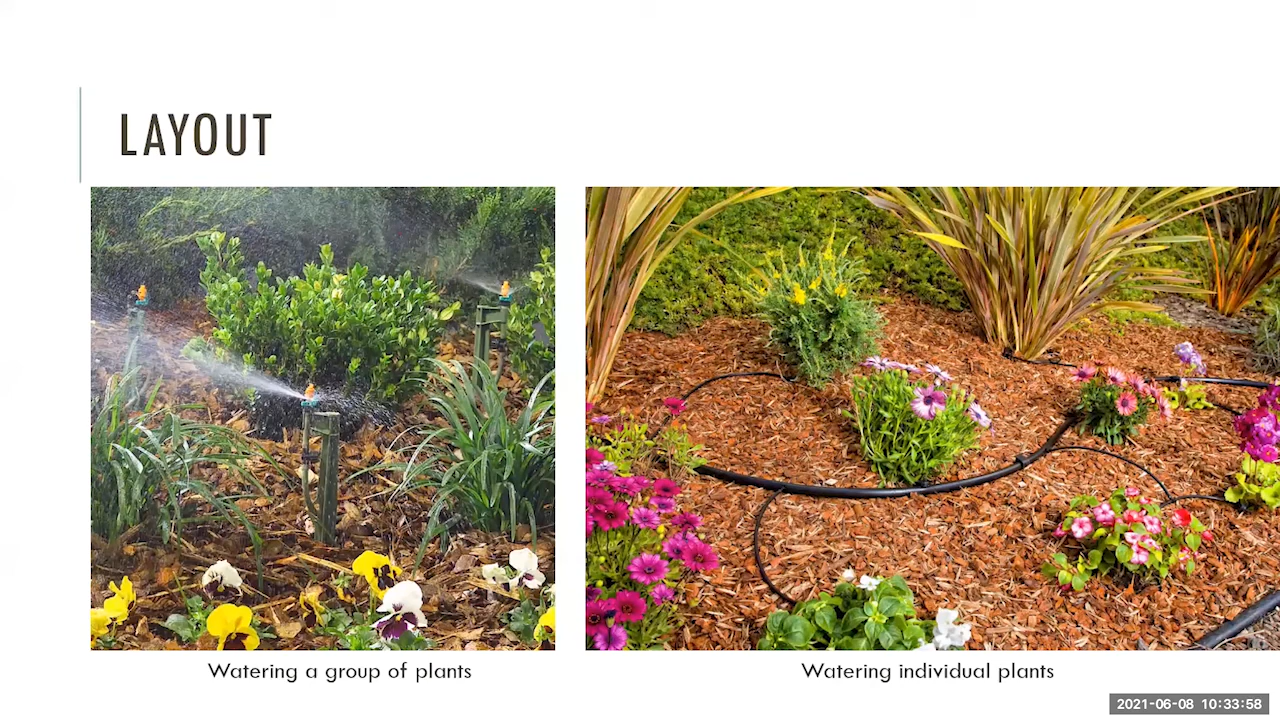 LAYOUT
Watering a group of plants
Watering individual plants
2021-06-08 10:33:58